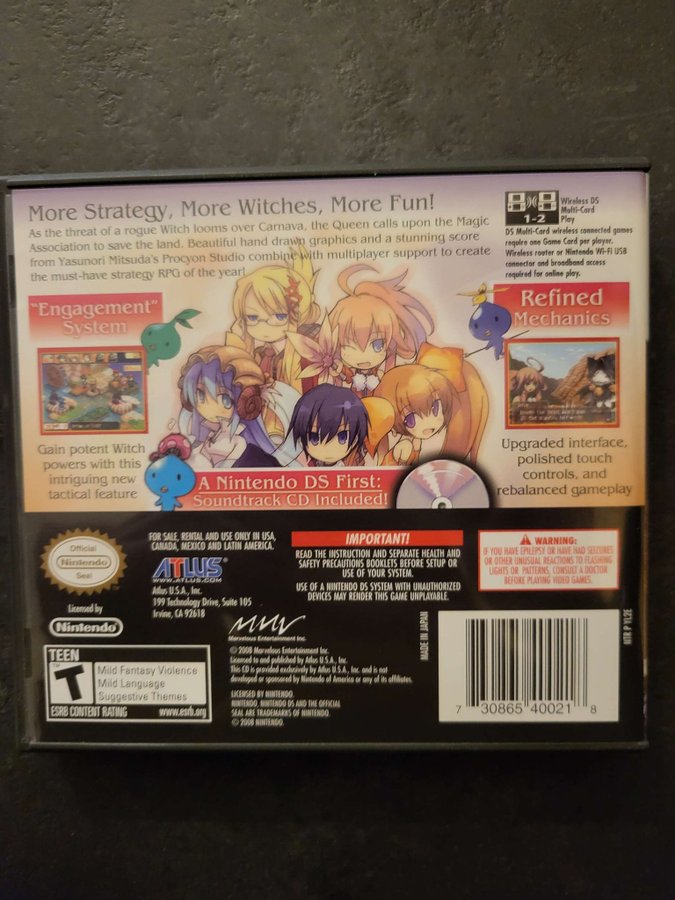 More Strategy, More Witches, More Fun!
As the threat of a rogue Witch looms over Carnava, the Queen calls upon the Magic
Association to save the land. Beautiful hand drawn graphics and a stunning score
from Yasunori Mitsuda's Procyon Studio combine with multiplayer support to create
the must-have strategy RPG of the year!
1-2
Wireless DS
Multi-Card
Play
DS Multi-Card wireless connected games
require one Game Card per player.
Wireless router or Nintendo Wi-Fi USB
connector and broadband access
required for online play.
"Engagement"
System
Gain potent Witch
powers with this
intriguing new
tactical feature
Refined
Mechanics
Upgraded interface,
polished touch
controls, and
rebalanced gameplay
A Nintendo DS First:
Soundtrack CD Included!
Official
Nintendo
Seal
Licensed by
Nintendo
FOR SALE, RENTAL AND USE ONLY IN USA,
CANADA, MEXICO AND LATIN AMERICA.
ATLUS®
WWW.ATLUS.COM
Atlus U.S.A., Inc.
199 Technology Drive, Suite 105
Irvine, CA 92618
IMPORTANT!
READ THE INSTRUCTION AND SEPARATE HEALTH AND
SAFETY PRECAUTIONS BOOKLETS BEFORE SETUP OR
USE OF YOUR SYSTEM.
USE OF A NINTENDO DS SYSTEM WITH UNAUTHORIZED
DEVICES MAY RENDER THIS GAME UNPLAYABLE.
WARNING:
IF YOU HAVE EPILEPSY OR HAVE HAD SEIZURES
OR OTHER UNUSUAL REACTIONS TO FLASHING
LIGHTS OR PATTERNS, CONSULT A DOCTOR
BEFORE PLAYING VIDEO GAMES.
MMV
Marvelous Entertainment Inc.
© 2008 Marvelous Entertainment Inc.
Licensed to and published by Atlus U.S.A., Inc.
This CD is provided exclusively by Atlus U.S.A., Inc. and is not
developed or sponsored by Nintendo of America or any of its affiliates.
LICENSED BY NINTENDO.
NINTENDO, NINTENDO DS AND THE OFFICIAL
SEAL ARE TRADEMARKS OF NINTENDO.
© 2008 NINTENDO.
TEEN
T
Mild Fantasy Violence
Mild Language
Suggestive Themes
ESRB CONTENT RATING www.esrb.org
MADE IN JAPAN
7 30865 40021 8
NTR P YL2E